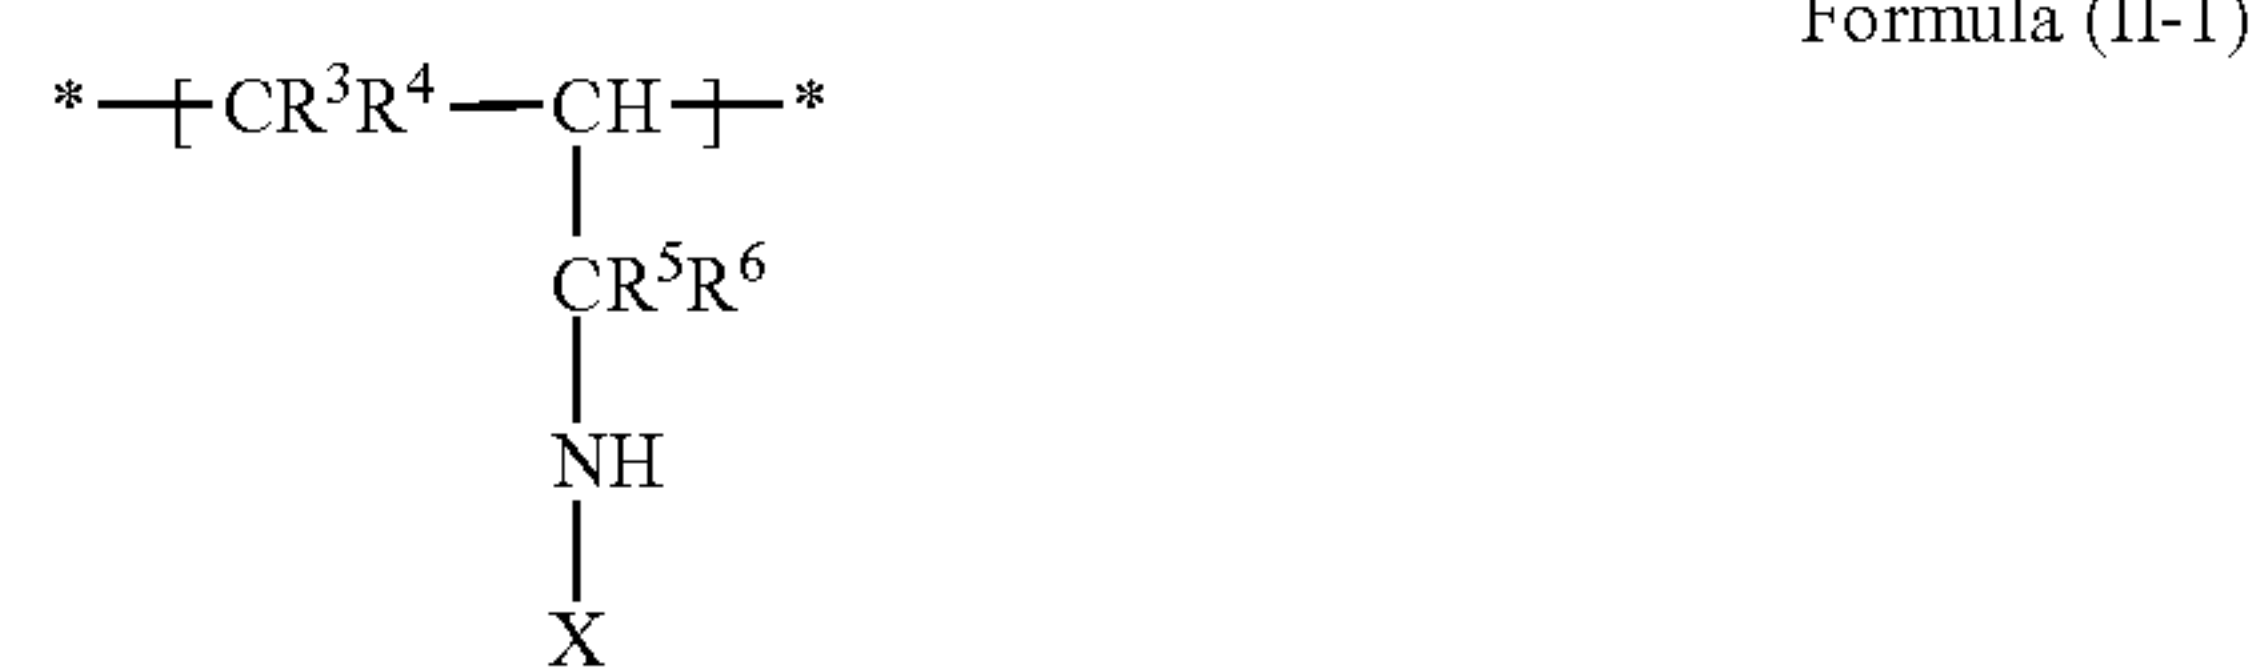 Formula (II-1)
*—[CR³R⁴—CH]—*
CR⁵R⁶
NH
X